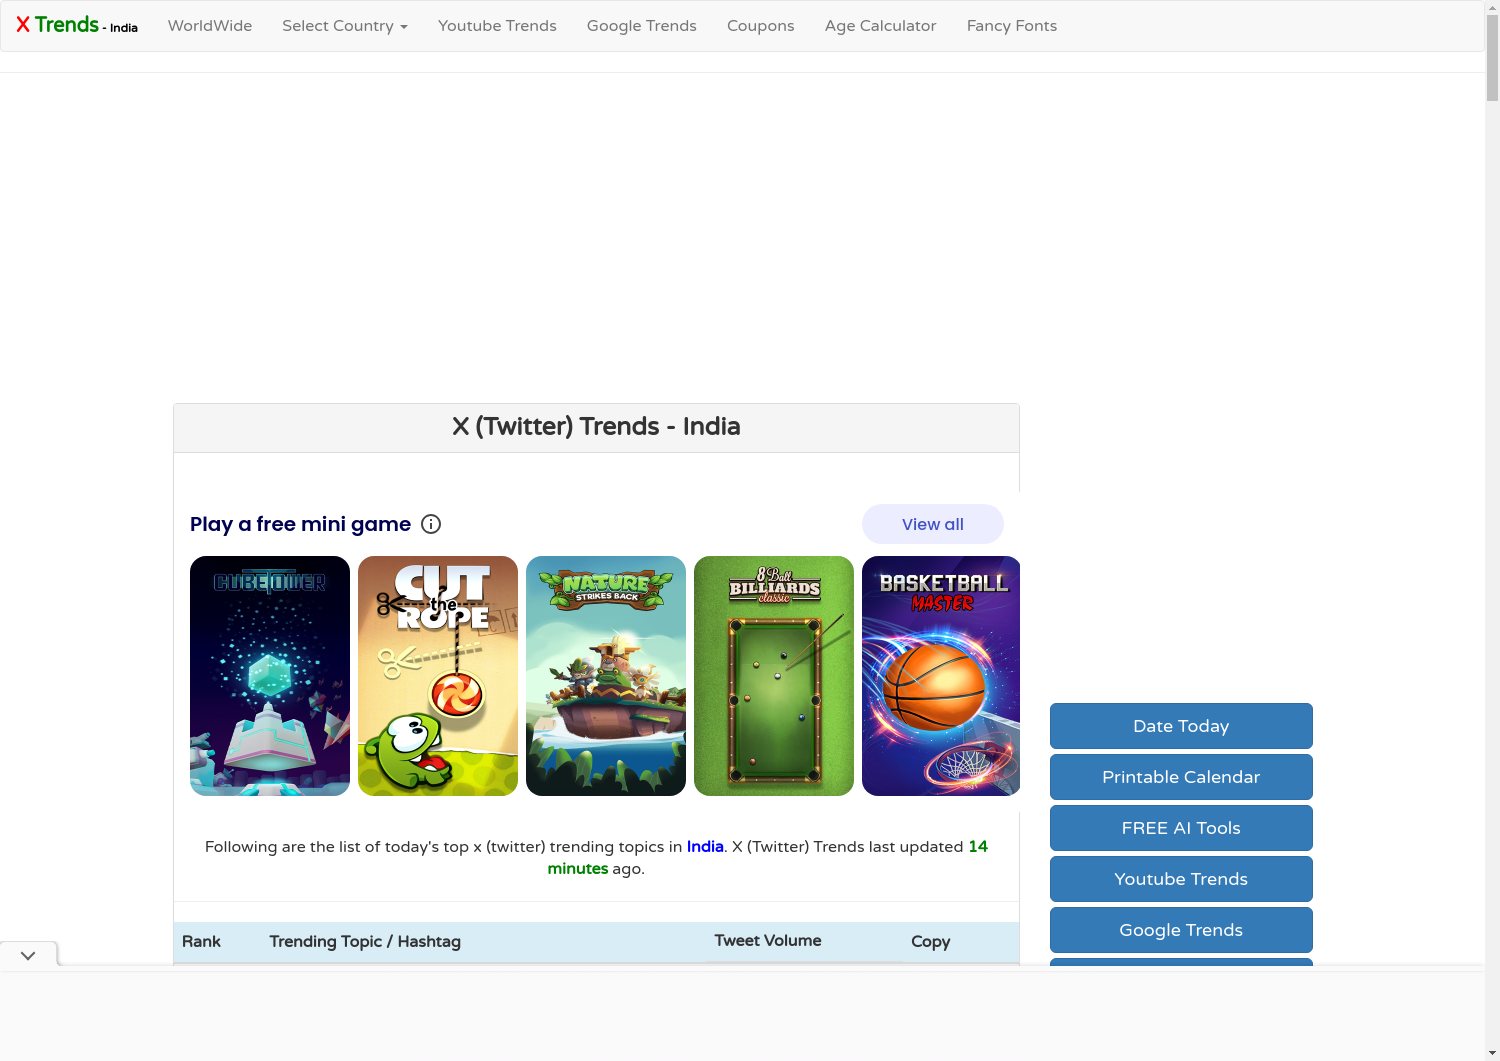 X Trends - India
WorldWide
Select Country
Youtube Trends
Google Trends
Coupons
Age Calculator
Fancy Fonts
X (Twitter) Trends - India
Play a free mini game
View all
CUBETOWER
CUT
the
ROPE
NATURE
STRIKES BACK
8 Ball
BILLIARDS
classic
BASKETBALL
MASTER
Following are the list of today's top x (twitter) trending topics in India. X (Twitter) Trends last updated 14
minutes ago.
Rank
Trending Topic / Hashtag
Tweet Volume
Copy
Date Today
Printable Calendar
FREE AI Tools
Youtube Trends
Google Trends